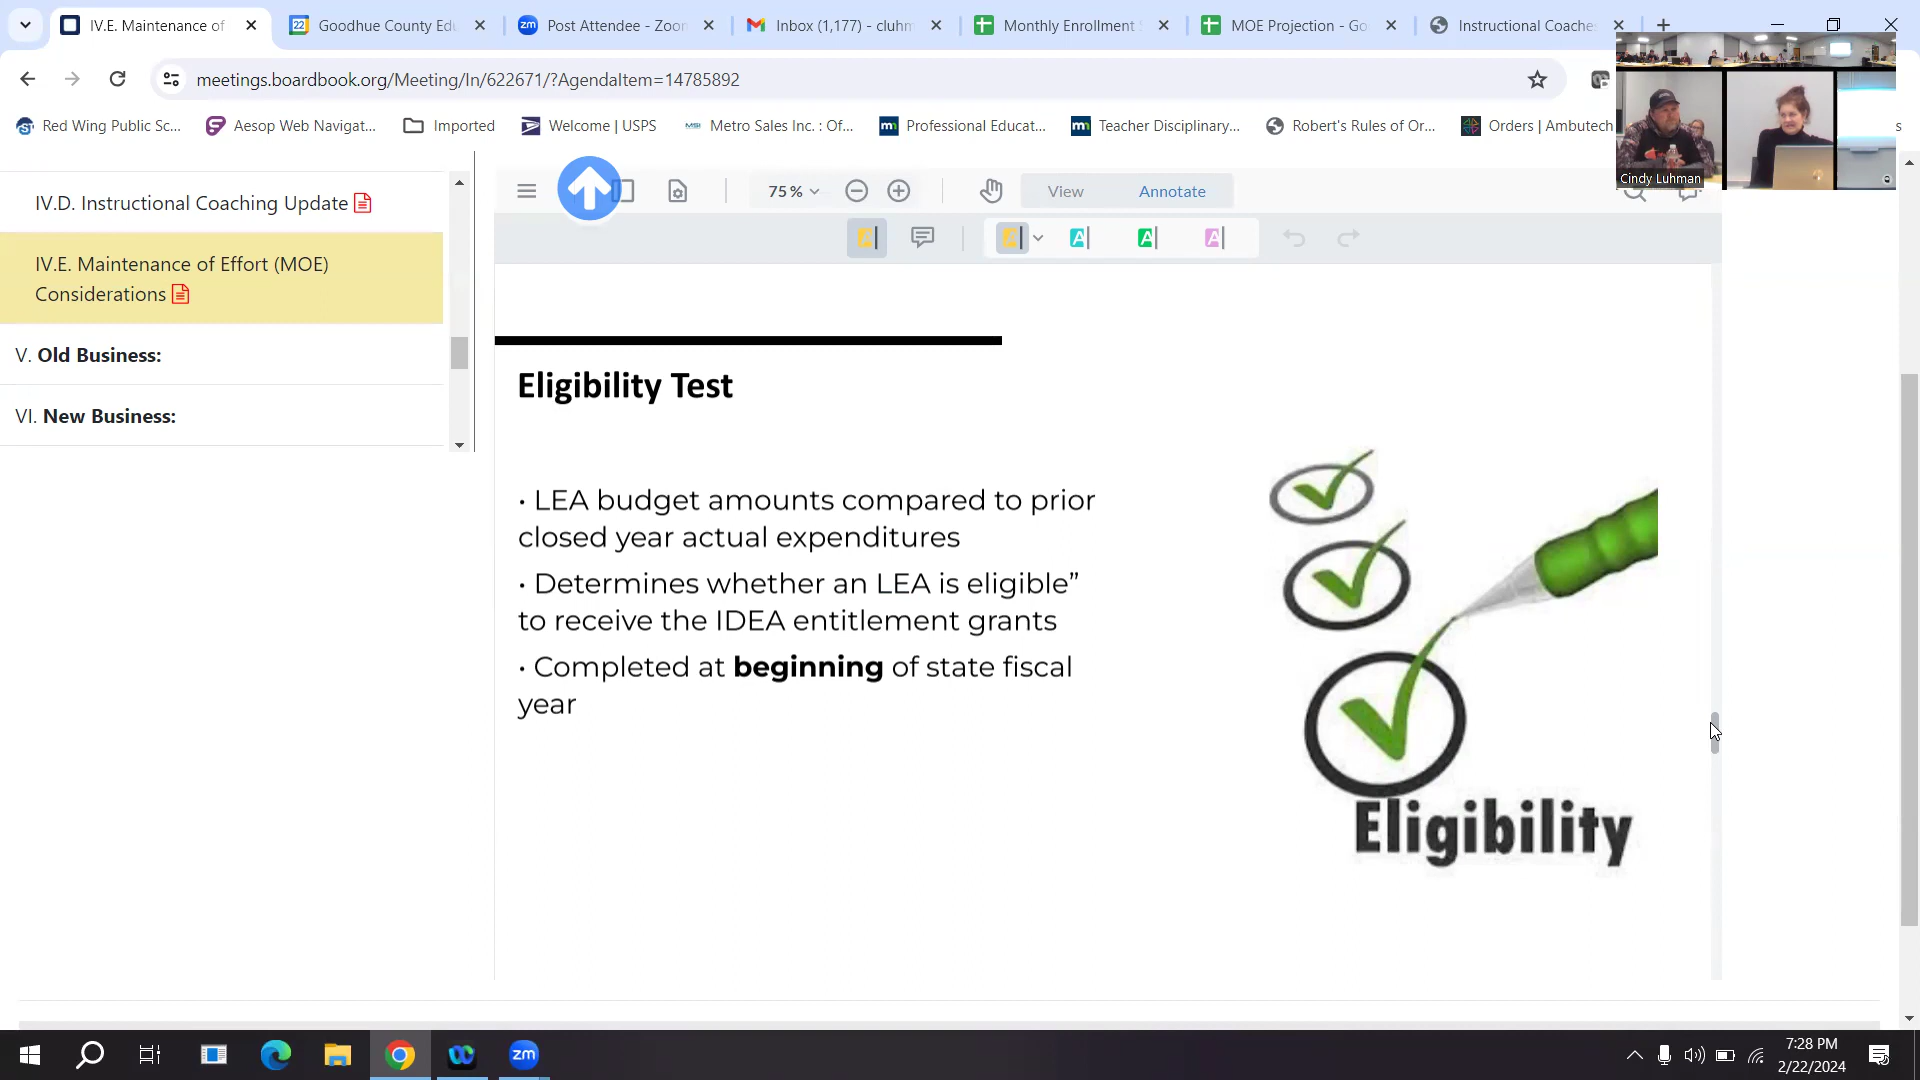 IV.E. Maintenance of
Goodhue County Edu
Post Attendee - Zoom
Inbox (1,177) - cluhm
Monthly Enrollment S
MOE Projection - Go
Instructional Coache
meetings.boardbook.org/Meeting/In/622671/?AgendaItem=14785892
Red Wing Public Sc...
Aesop Web Navigat...
Imported
Welcome | USPS
Metro Sales Inc. : Of...
Professional Educat...
Teacher Disciplinary...
Robert's Rules of Or...
Orders | Ambutech
s
Cindy Luhman
IV.D. Instructional Coaching Update
IV.E. Maintenance of Effort (MOE)
Considerations
V. Old Business:
VI. New Business:
75 %
View
Annotate
Eligibility Test
• LEA budget amounts compared to prior
closed year actual expenditures
• Determines whether an LEA is eligible”
to receive the IDEA entitlement grants
• Completed at beginning of state fiscal
year
Eligibility
7:28 PM
2/22/2024